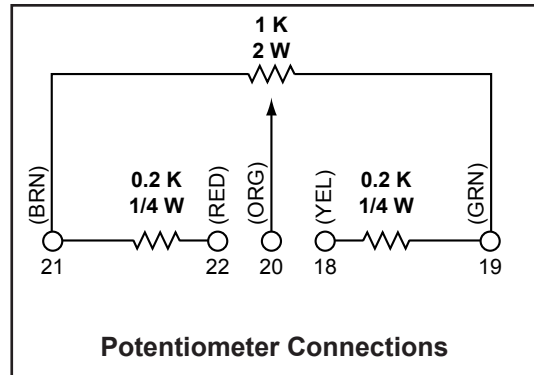 1 K
2 W
(BRN)
0.2 K
1/4 W
(RED)
(ORG)
(YEL)
0.2 K
1/4 W
(GRN)
21
22
20
18
19
Potentiometer Connections